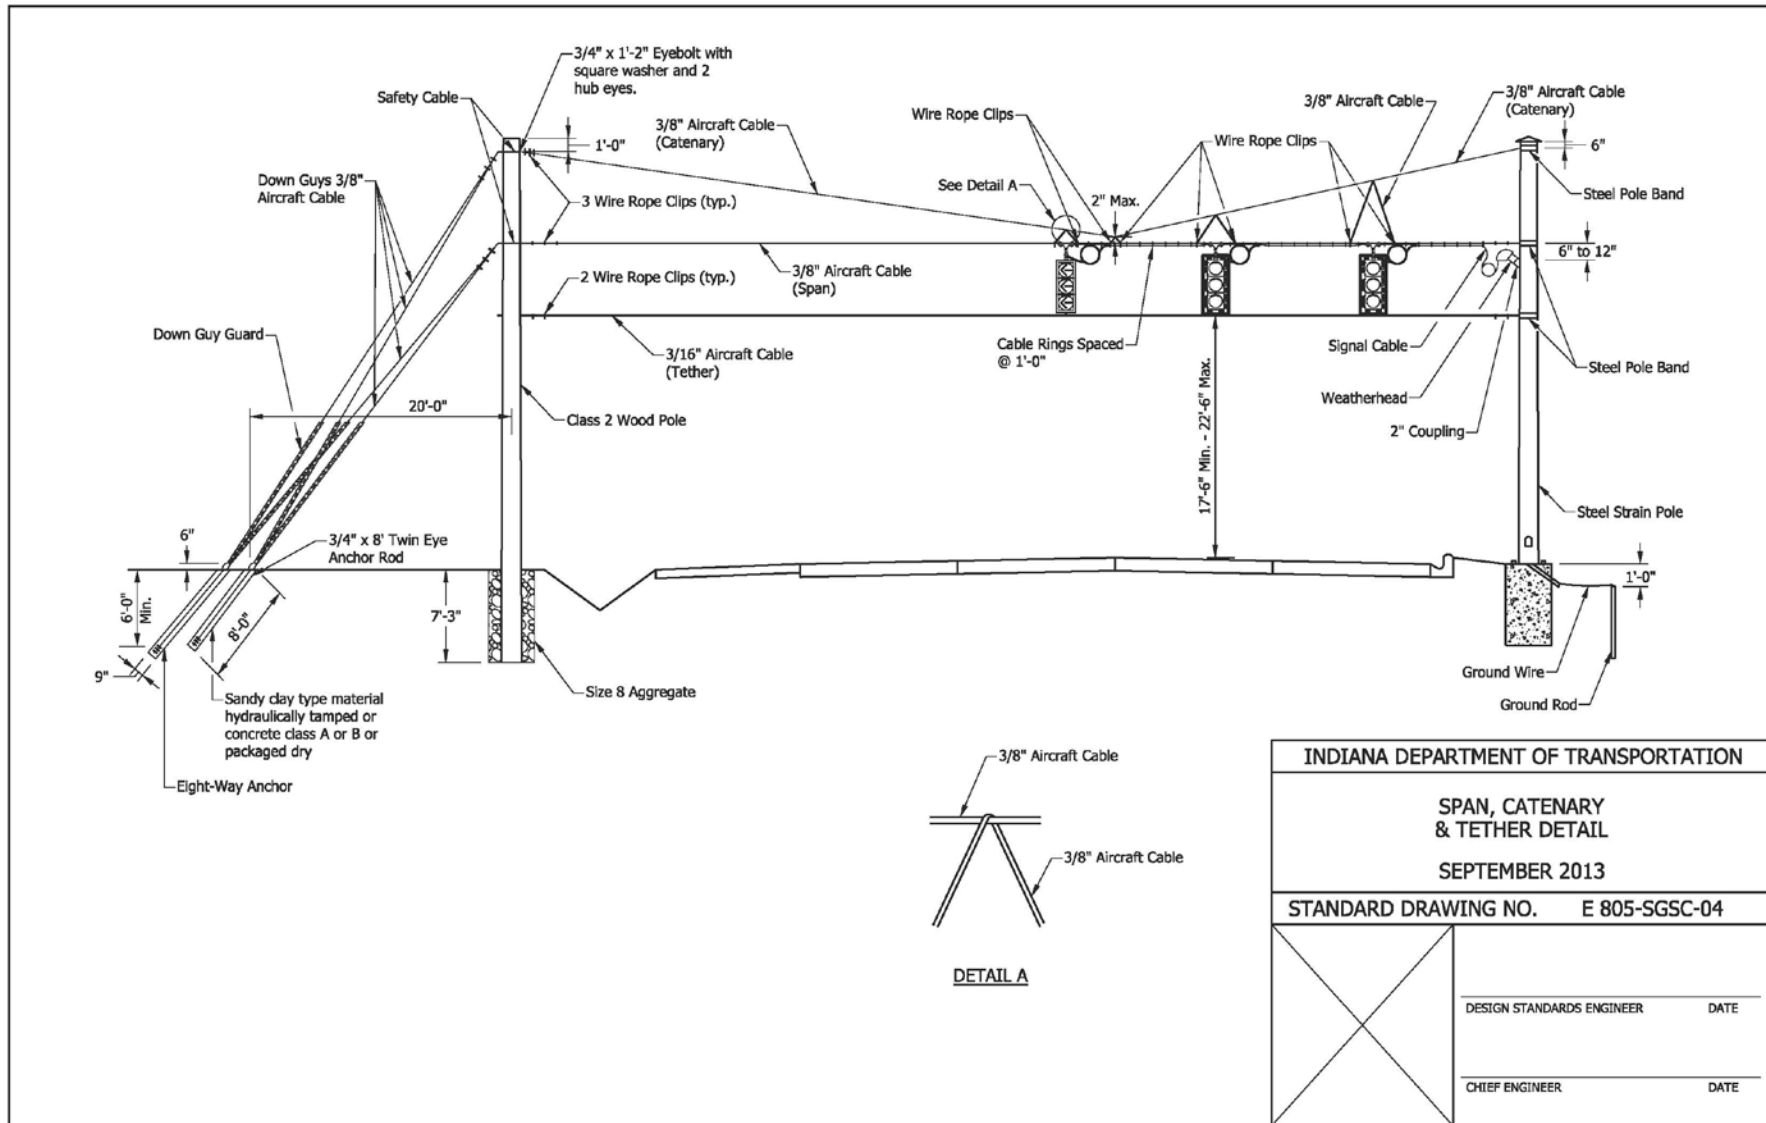 3/4" x 1'-2" Eyebolt with
square washer and 2
hub eyes.
Safety Cable
1'-0"
3/8" Aircraft Cable
(Catenary)
Wire Rope Clips
3/8" Aircraft Cable
3/8" Aircraft Cable
(Catenary)
Wire Rope Clips
6"
Down Guys 3/8"
Aircraft Cable
See Detail A
2" Max.
Steel Pole Band
3 Wire Rope Clips (typ.)
6" to 12"
2 Wire Rope Clips (typ.)
3/8" Aircraft Cable
(Span)
Down Guy Guard
3/16" Aircraft Cable
(Tether)
Cable Rings Spaced
@ 1'-0"
Signal Cable
Steel Pole Band
Weatherhead
20'-0"
Class 2 Wood Pole
2" Coupling
17'-6" Min. - 22'-6" Max.
Steel Strain Pole
6"
3/4" x 8' Twin Eye
Anchor Rod
6'-0"
Min.
8'-0"
7'-3"
1'-0"
9"
Ground Wire
Size 8 Aggregate
Ground Rod
Sandy clay type material
hydraulically tamped or
concrete class A or B or
packaged dry
Eight-Way Anchor
3/8" Aircraft Cable
3/8" Aircraft Cable
DETAIL A
INDIANA DEPARTMENT OF TRANSPORTATION
SPAN, CATENARY
& TETHER DETAIL
SEPTEMBER 2013
STANDARD DRAWING NO. E 805-SGSC-04
DESIGN STANDARDS ENGINEER DATE
CHIEF ENGINEER DATE